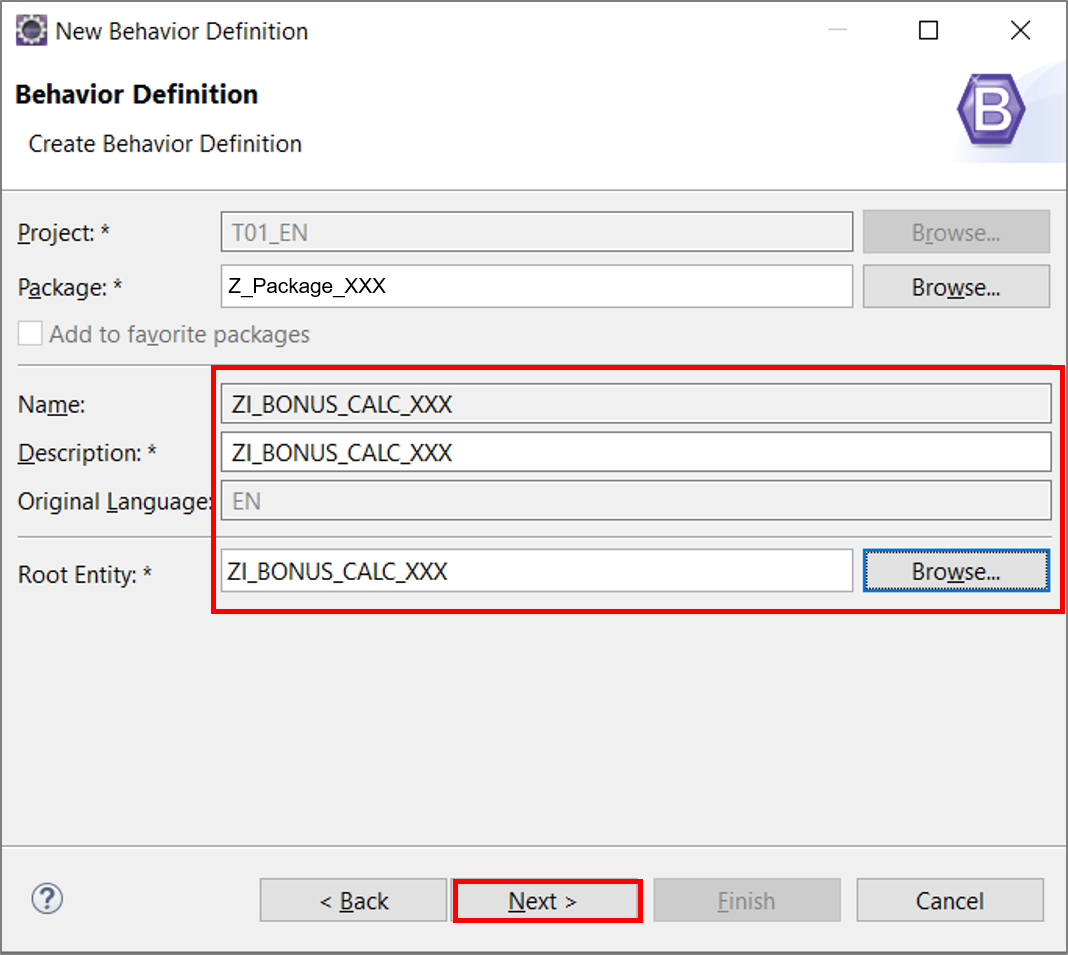 New Behavior Definition
Behavior Definition
B
Create Behavior Definition
Project: * T01_EN Browse...
Package: * Z_Package_XXX Browse...
Add to favorite packages
Name: ZI_BONUS_CALC_XXX
Description: * ZI_BONUS_CALC_XXX
Original Language: EN
Root Entity: * ZI_BONUS_CALC_XXX Browse...
? < Back Next > Finish Cancel